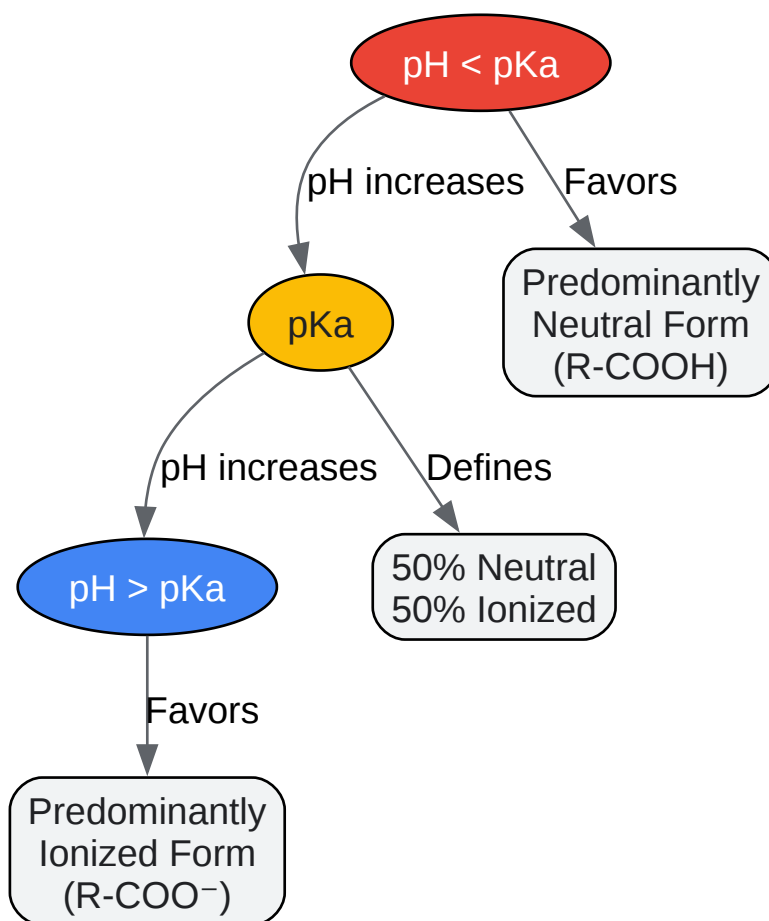 pH < pKa
pH increases
Favors
Predominantly
Neutral Form
(R-COOH)
pKa
pH increases
Defines
50% Neutral
50% Ionized
pH > pKa
Favors
Predominantly
Ionized Form
(R-COO⁻)